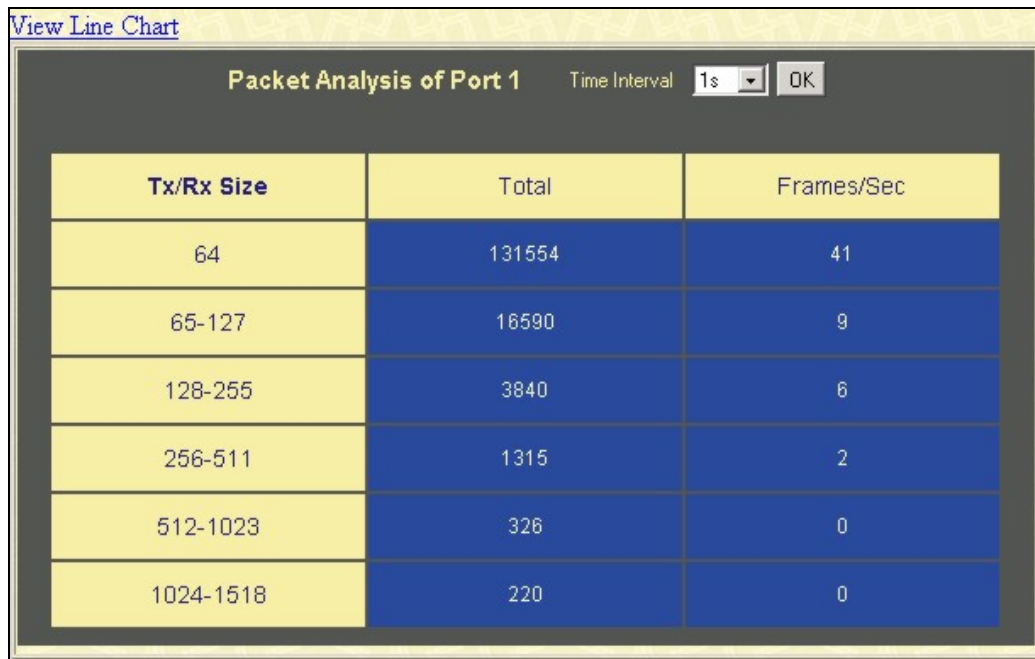 View Line Chart
Packet Analysis of Port 1 Time Interval 1s OK
Tx/Rx Size Total Frames/Sec
64 131554 41
65-127 16590 9
128-255 3840 6
256-511 1315 2
512-1023 326 0
1024-1518 220 0